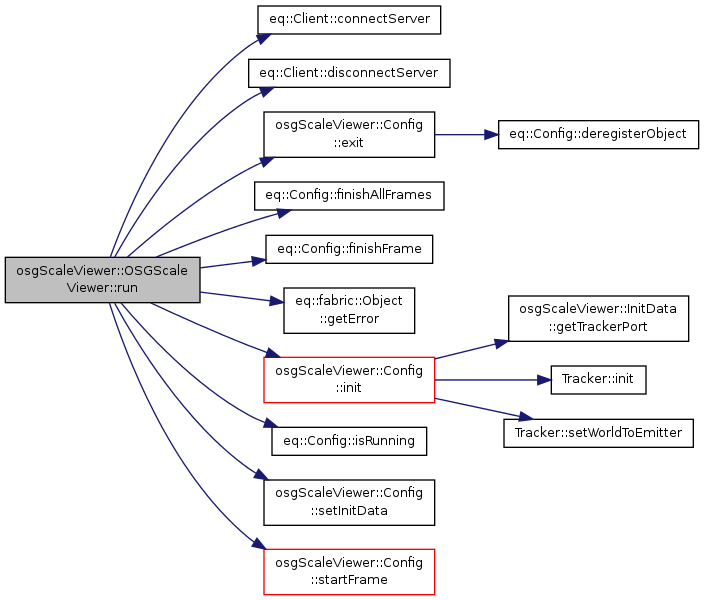 eq::Client::connectServer
eq::Client::disconnectServer
osgScaleViewer::Config
::exit
eq::Config::deregisterObject
eq::Config::finishAllFrames
eq::Config::finishFrame
osgScaleViewer::OSGScale
Viewer::run
eq::fabric::Object
::getError
osgScaleViewer::InitData
::getTrackerPort
osgScaleViewer::Config
::init
Tracker::init
Tracker::setWorldToEmitter
eq::Config::isRunning
osgScaleViewer::Config
::setInitData
osgScaleViewer::Config
::startFrame